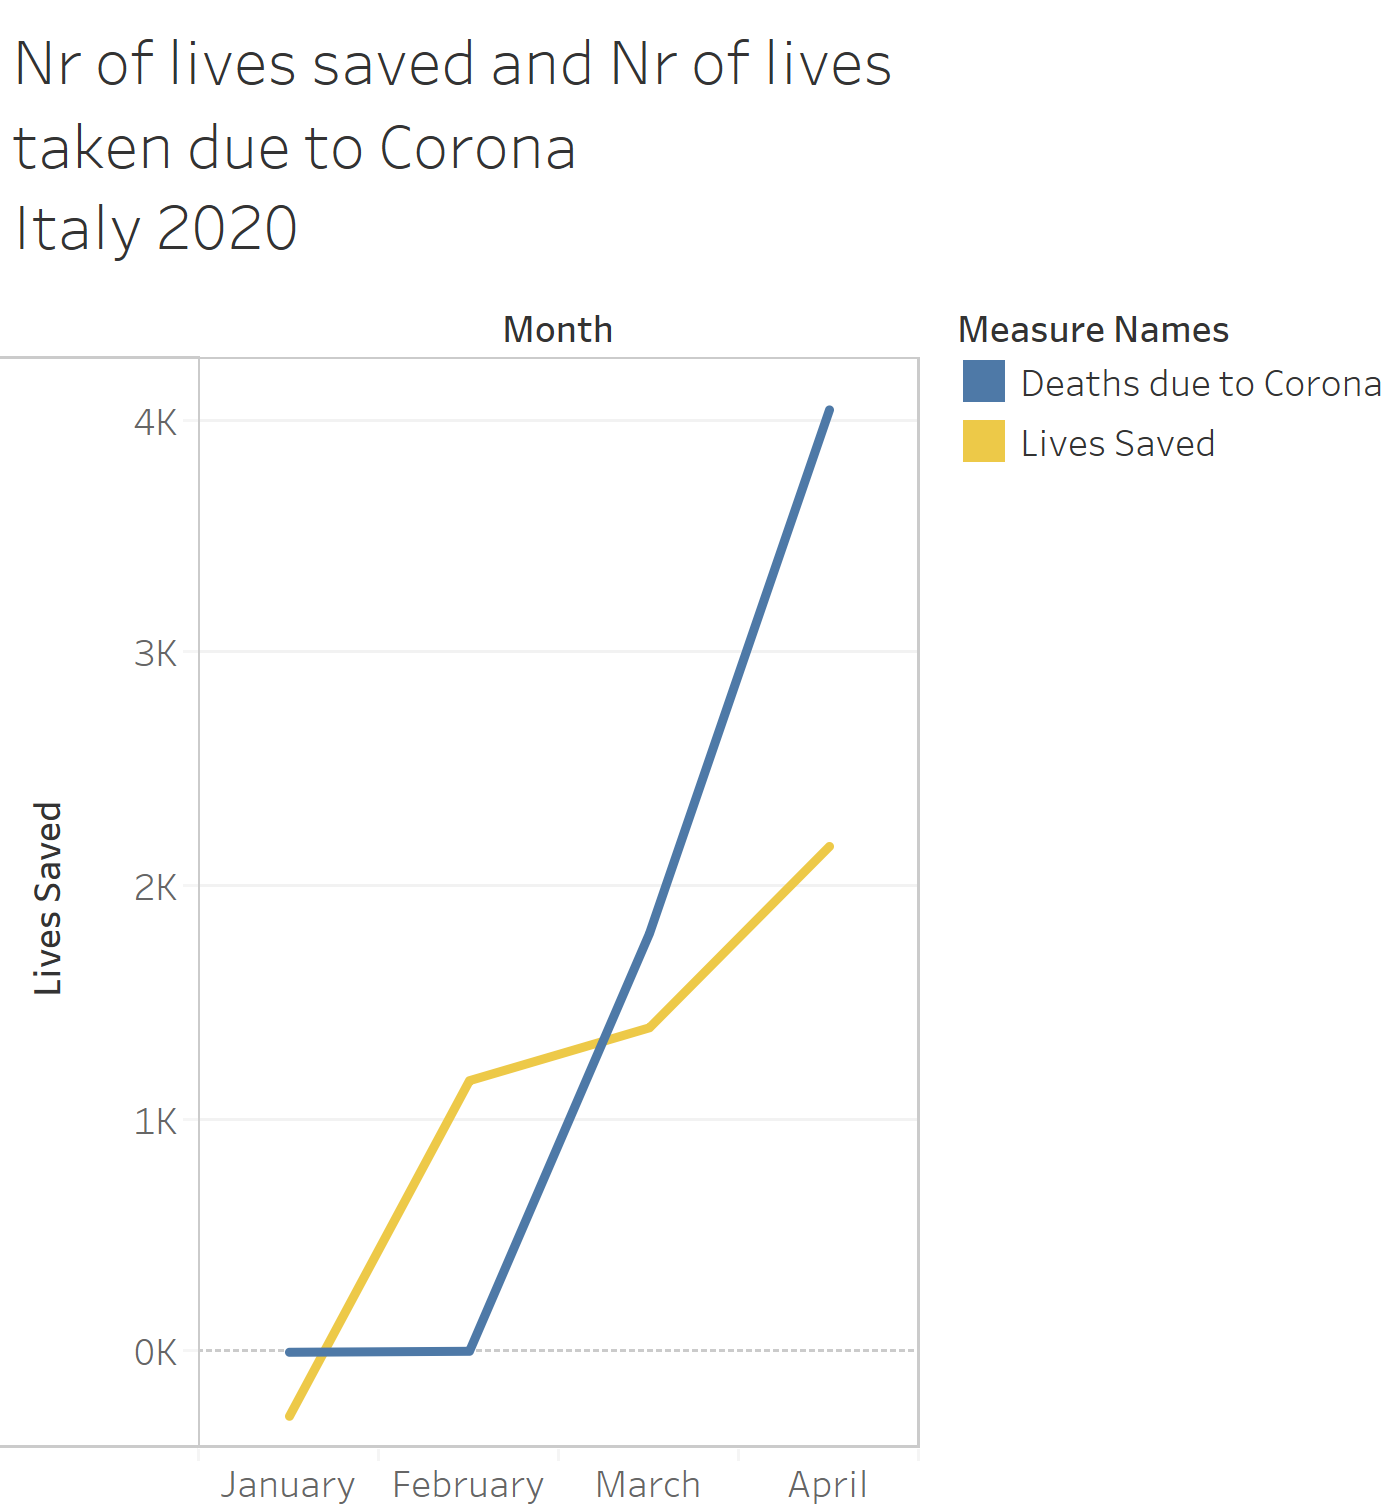 Nr of lives saved and Nr of lives
taken due to Corona
Italy 2020
Month
Measure Names
Deaths due to Corona
Lives Saved
4K
3K
2K
1K
0K
Lives Saved
January
February
March
April